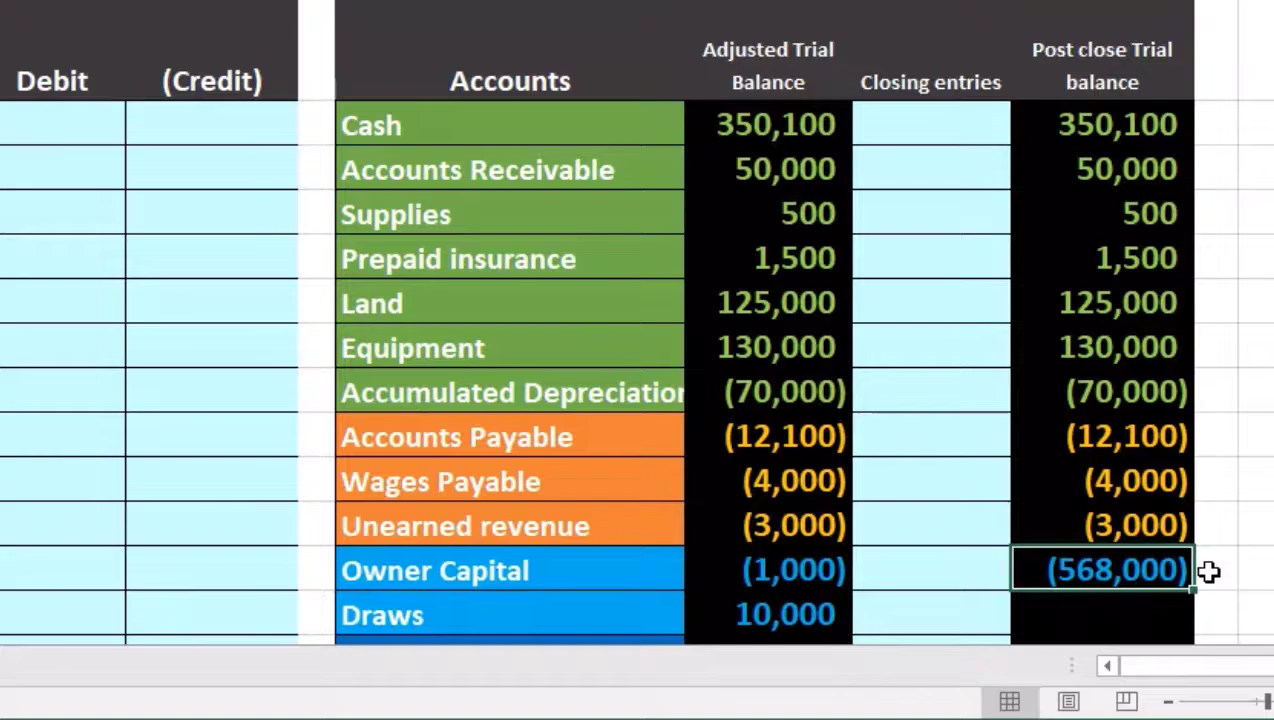 Debit (Credit) Accounts Adjusted Trial Balance Closing entries Post close Trial balance
Cash 350,100 350,100
Accounts Receivable 50,000 50,000
Supplies 500 500
Prepaid insurance 1,500 1,500
Land 125,000 125,000
Equipment 130,000 130,000
Accumulated Depreciation (70,000) (70,000)
Accounts Payable (12,100) (12,100)
Wages Payable (4,000) (4,000)
Unearned revenue (3,000) (3,000)
Owner Capital (1,000) (568,000)
Draws 10,000